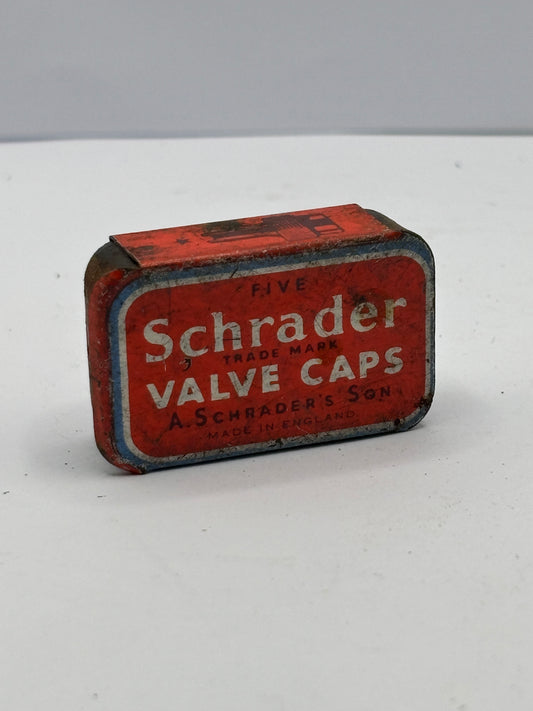 FIVE
Schrader
TRADE MARK
VALVE CAPS
A. SCHRADER'S SON
MADE IN ENGLAND